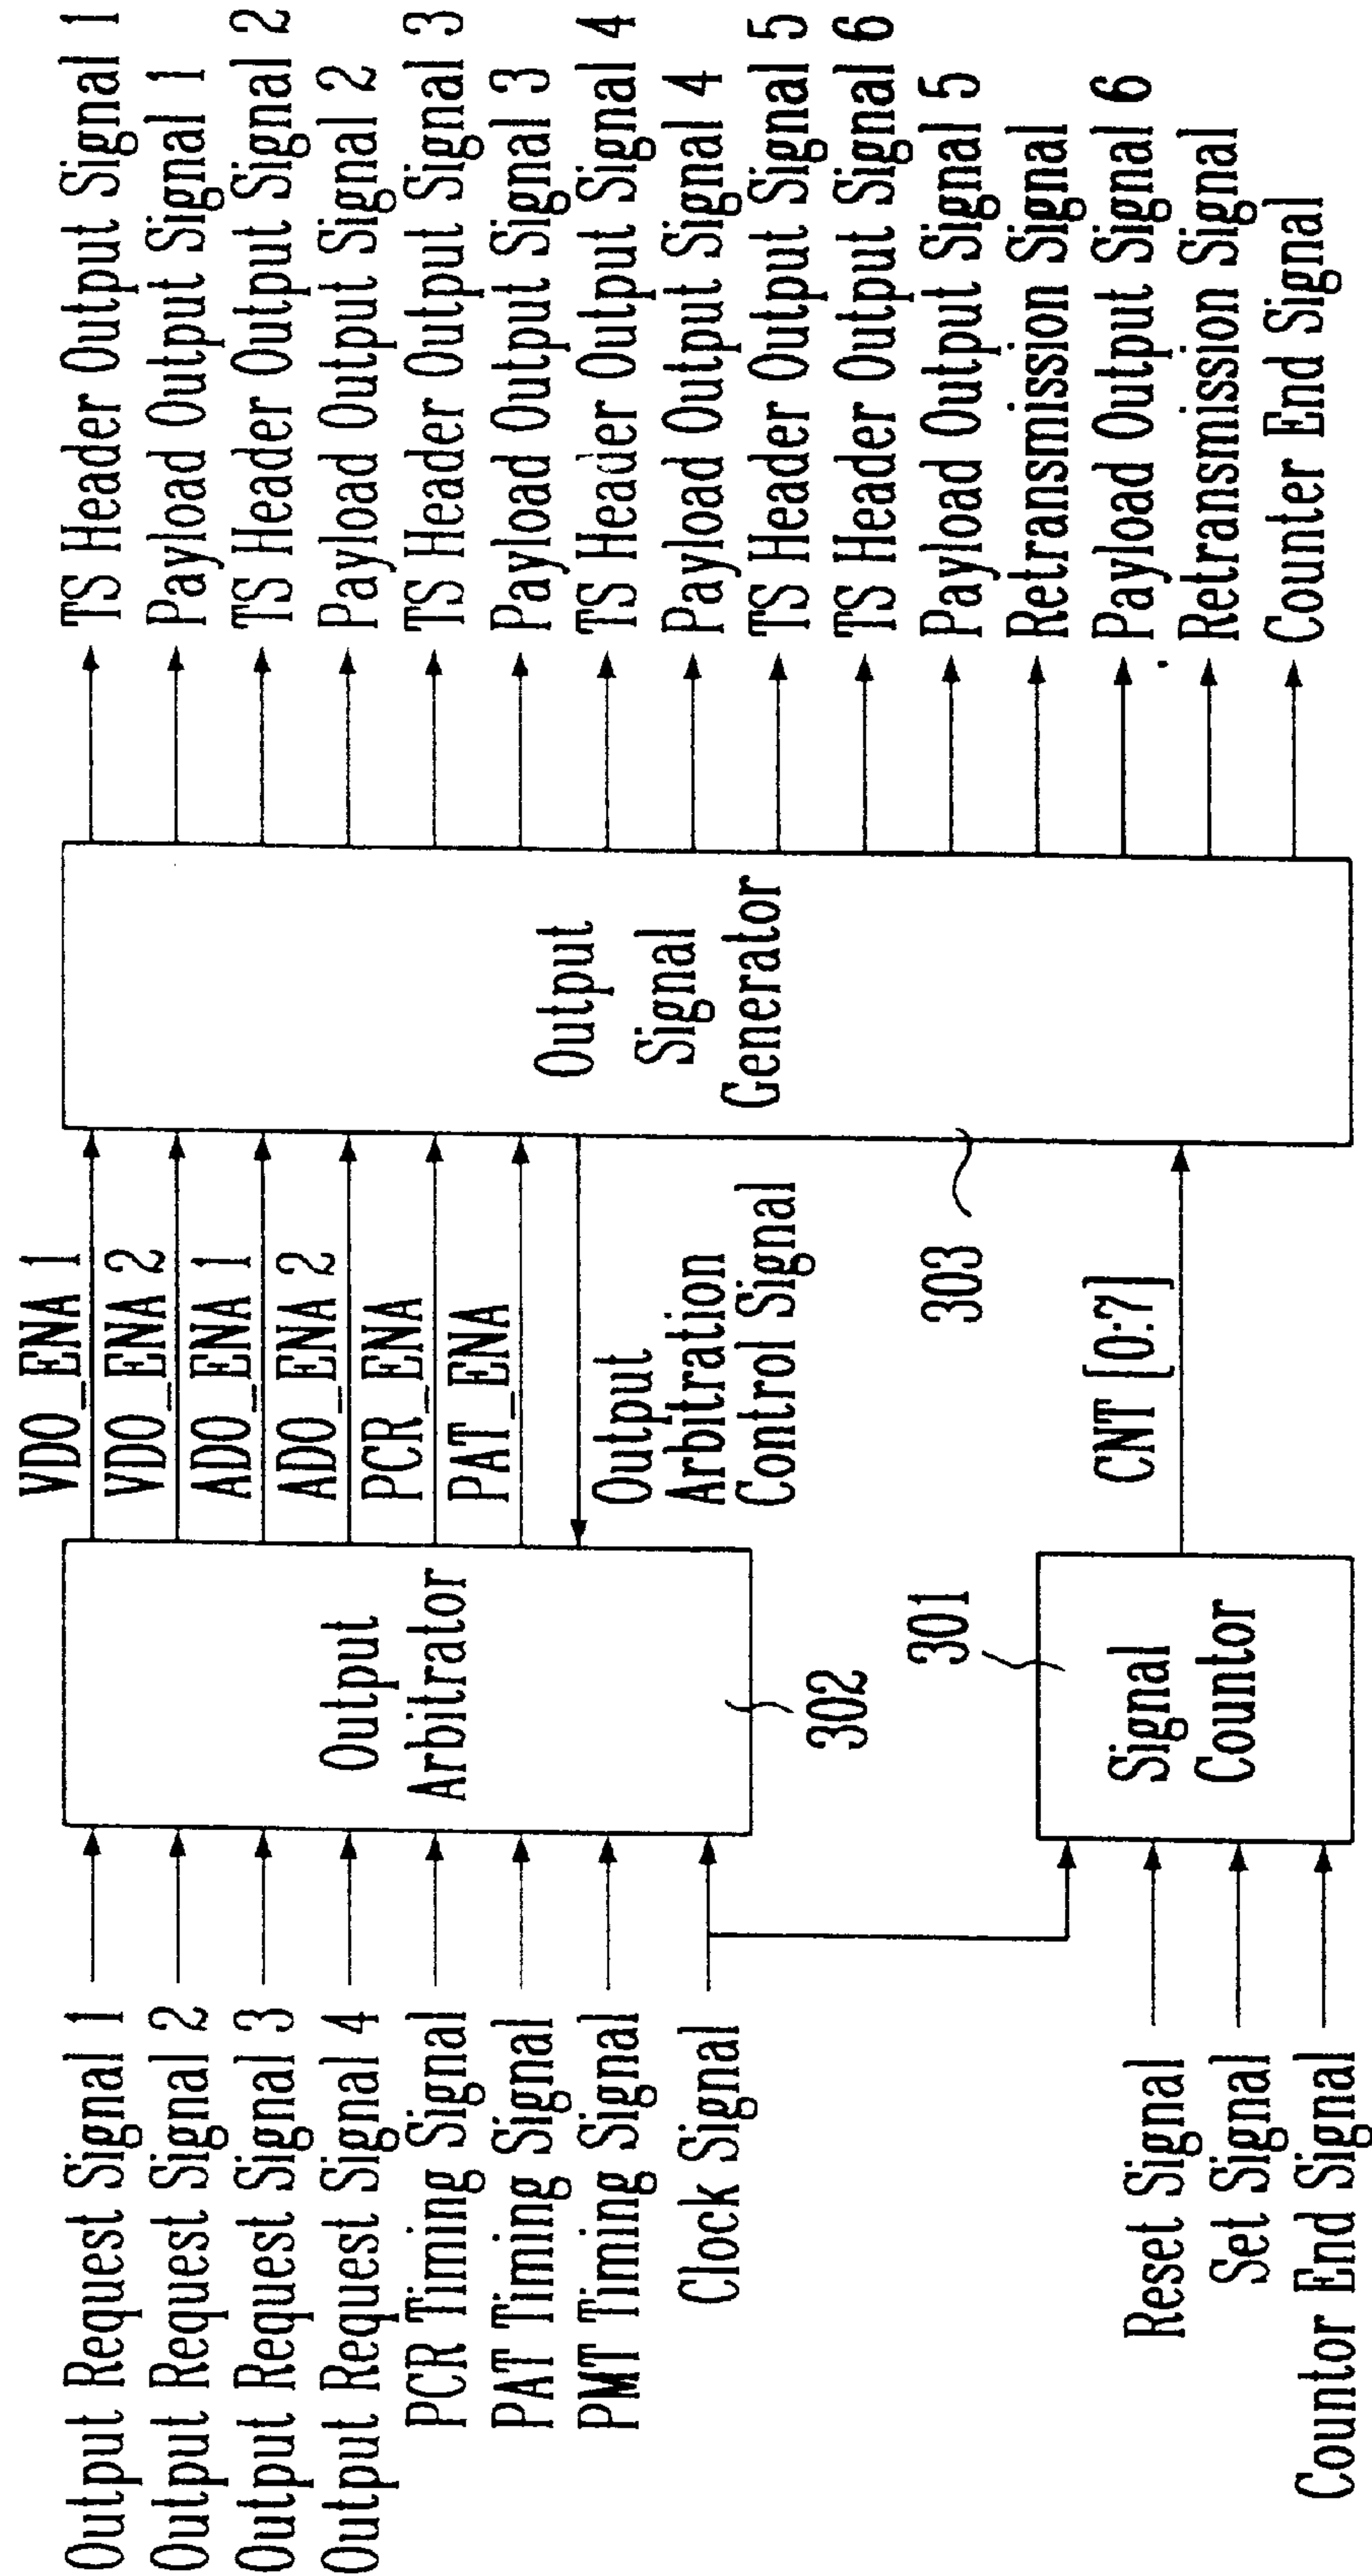 Output Request Signal 1
Output Request Signal 2
Output Request Signal 3
Output Request Signal 4
PCR Timing Signal
PAT Timing Signal
PMT Timing Signal
Clock Signal
Reset Signal
Set Signal
Countor End Signal
Output
Arbitrator
302
301
Signal
Countor
VDO_ENA 1
VDO_ENA 2
ADO_ENA 1
ADO_ENA 2
PCR_ENA
PAT_ENA
Output
Arbitration
Control Signal
CNT [0:7]
303
Output
Signal
Generator
TS Header Output Signal 1
Payload Output Signal 1
TS Header Output Signal 2
Payload Output Signal 2
TS Header Output Signal 3
Payload Output Signal 3
TS Header Output Signal 4
Payload Output Signal 4
TS Header Output Signal 5
TS Header Output Signal 6
Payload Output Signal 5
Retransmission Signal
Payload Output Signal 6
Retransmission Signal
Counter End Signal